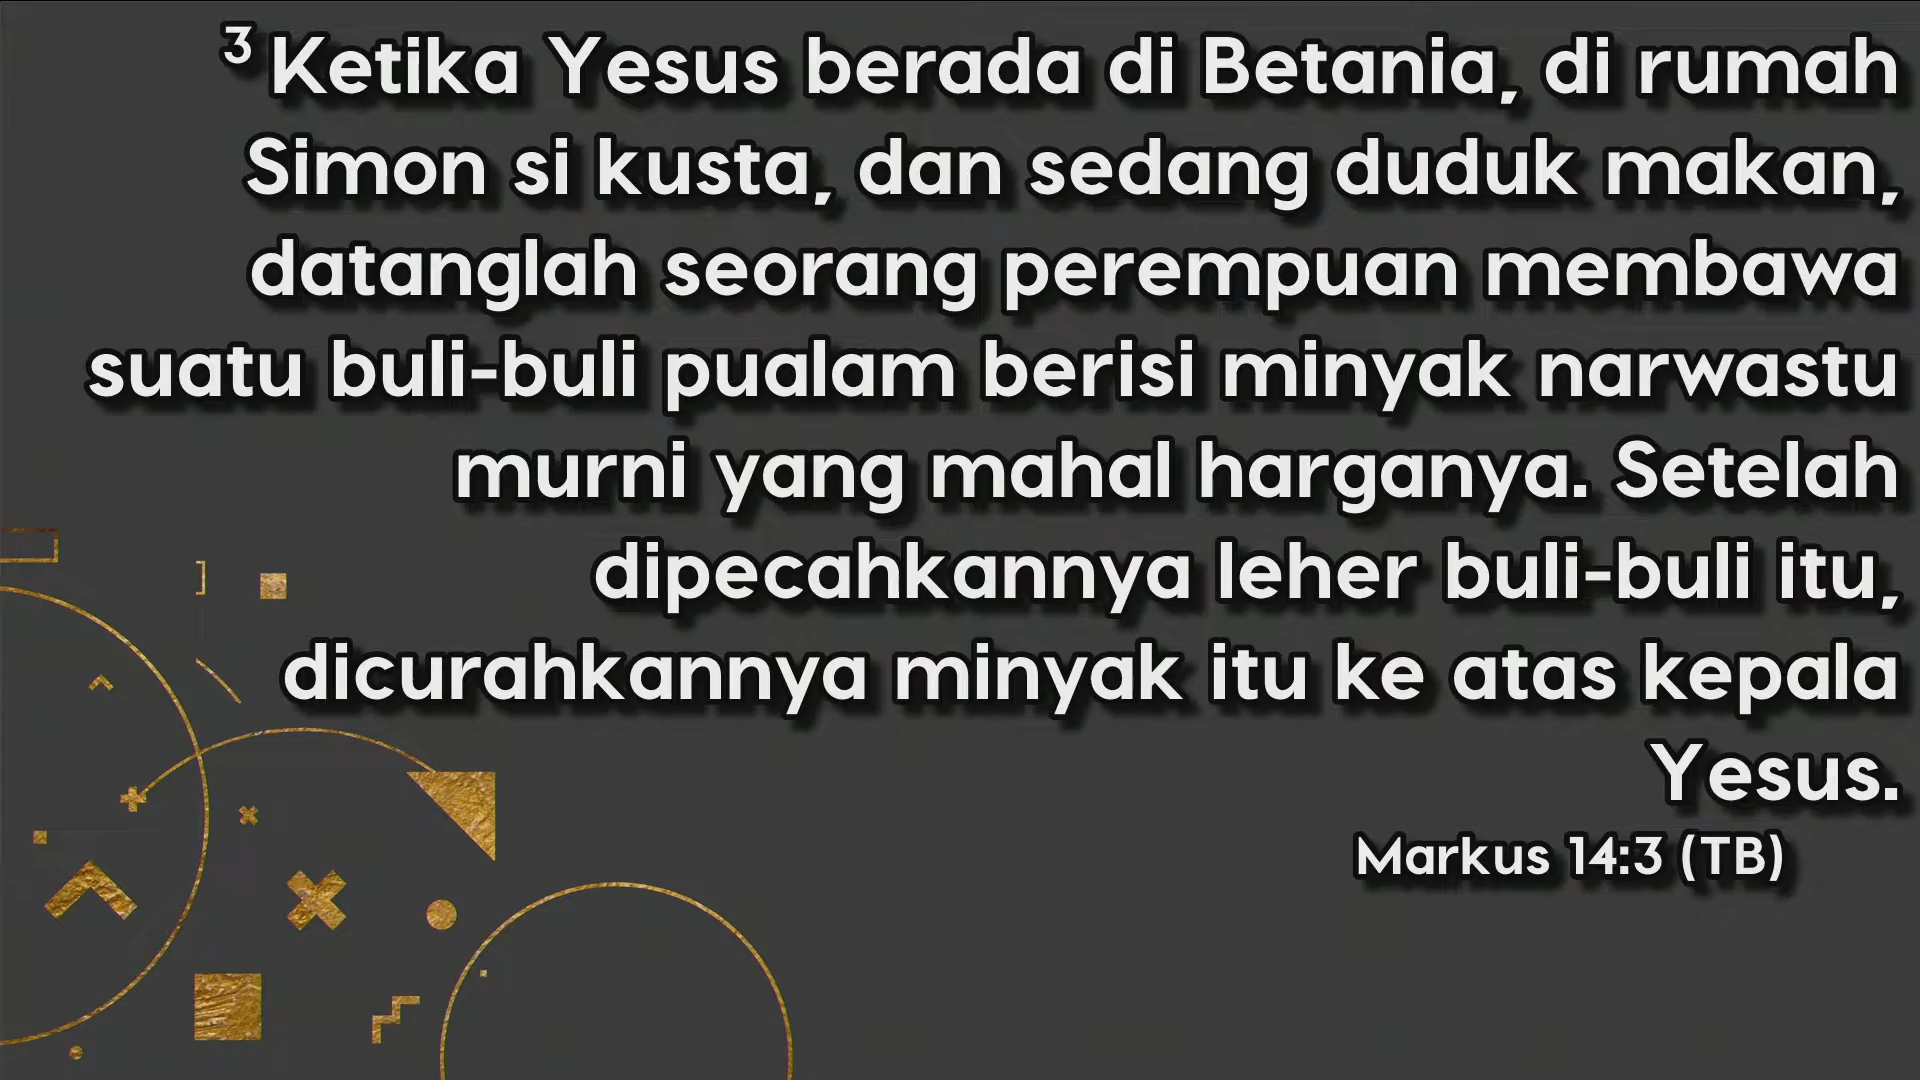 3 Ketika Yesus berada di Betania, di rumah
Simon si kusta, dan sedang duduk makan,
datanglah seorang perempuan membawa
suatu buli-buli pualam berisi minyak narwastu
murni yang mahal harganya. Setelah
dipecahkannya leher buli-buli itu,
dicurahkannya minyak itu ke atas kepala
Yesus.
Markus 14:3 (TB)